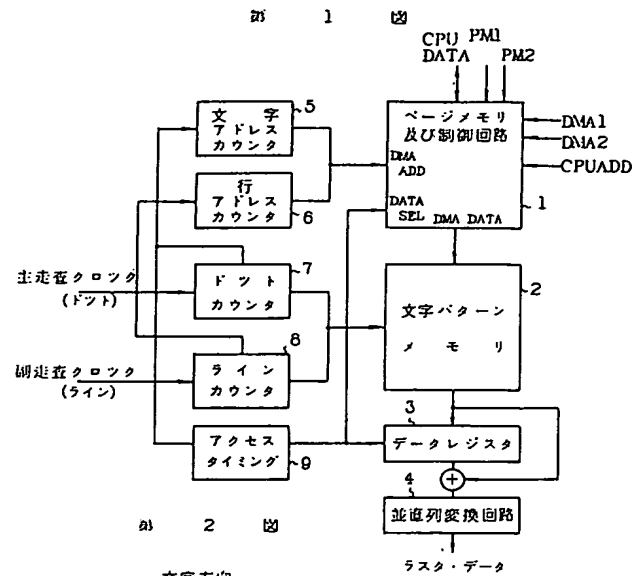 第 1 図
CPU DATA
PM1
PM2
ページメモリ
及び制御回路
DMA ADD
DATA SEL
DMA DATA
1
DMA1
DMA2
CPUADD
文字
アドレス
カウンタ
5
行
アドレス
カウンタ
6
主走査クロック
(ドット)
ドット
カウンタ
7
副走査クロック
(ライン)
ライン
カウンタ
8
アクセス
タイミング
9
文字パターン
メモリ
2
データレジスタ
3
+
並直列変換回路
4
ラスタ・データ
第 2 図